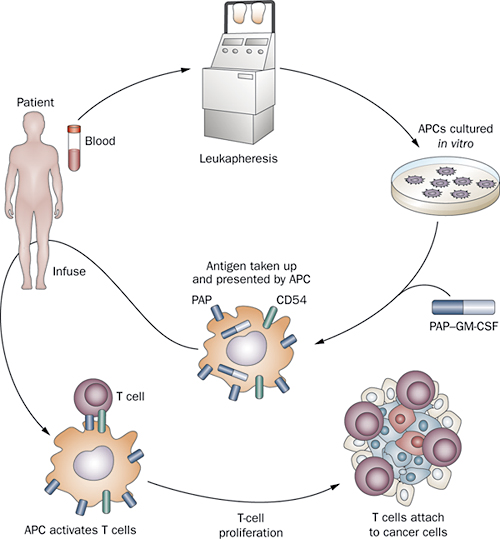 Patient
Blood
Leukapheresis
APCs cultured
in vitro
PAP–GM-CSF
Antigen taken up
and presented by APC
PAP
CD54
Infuse
T cell
APC activates T cells
T-cell
proliferation
T cells attach
to cancer cells